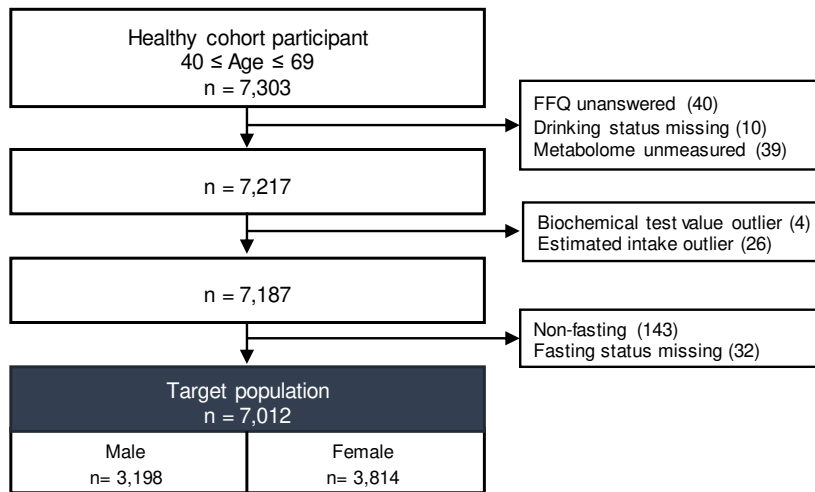 Healthy cohort participant
40 ≤ Age ≤ 69
n = 7,303
FFQ unanswered (40)
Drinking status missing (10)
Metabolome unmeasured (39)
n = 7,217
Biochemical test value outlier (4)
Estimated intake outlier (26)
n = 7,187
Non-fasting (143)
Fasting status missing (32)
Target population
n = 7,012
Male
n= 3,198
Female
n= 3,814